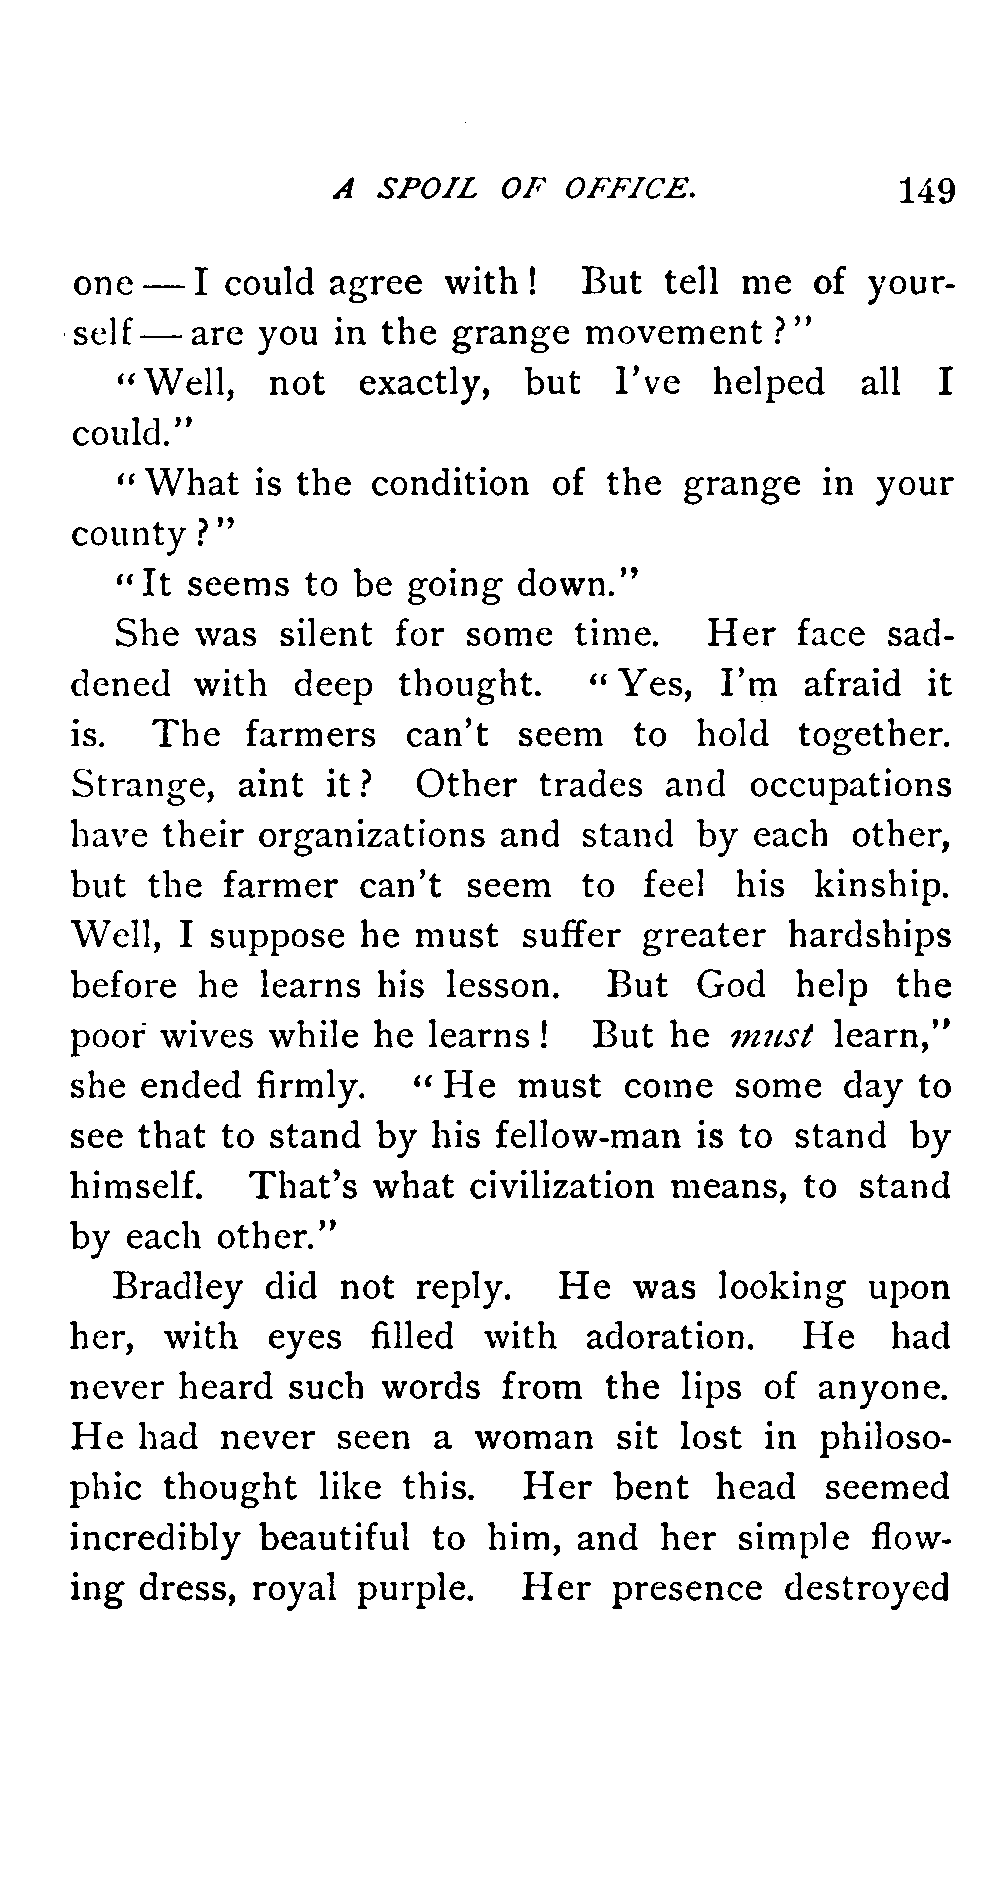 A SPOIL OF OFFICE. 149
one — I could agree with! But tell me of your-
self — are you in the grange movement?"
"Well, not exactly, but I've helped all I
could."
"What is the condition of the grange in your
county?"
"It seems to be going down."
She was silent for some time. Her face sad-
dened with deep thought. "Yes, I'm afraid it
is. The farmers can't seem to hold together.
Strange, aint it? Other trades and occupations
have their organizations and stand by each other,
but the farmer can't seem to feel his kinship.
Well, I suppose he must suffer greater hardships
before he learns his lesson. But God help the
poor wives while he learns! But he must learn,"
she ended firmly. "He must come some day to
see that to stand by his fellow-man is to stand by
himself. That's what civilization means, to stand
by each other."
Bradley did not reply. He was looking upon
her, with eyes filled with adoration. He had
never heard such words from the lips of anyone.
He had never seen a woman sit lost in philoso-
phic thought like this. Her bent head seemed
incredibly beautiful to him, and her simple flow-
ing dress, royal purple. Her presence destroyed